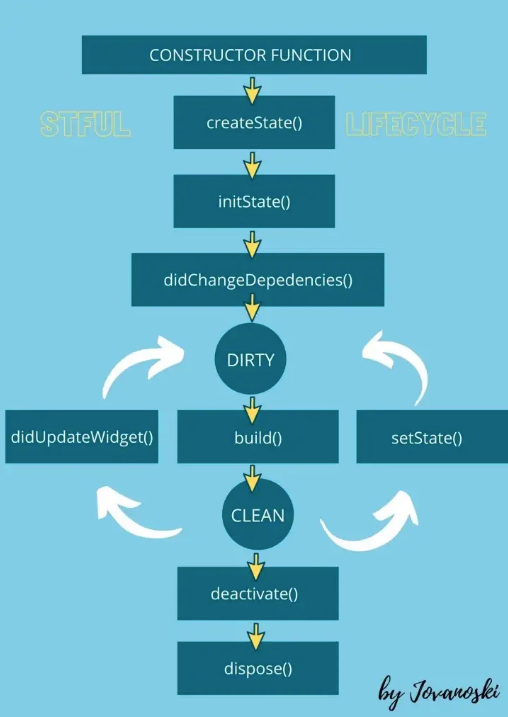 CONSTRUCTOR FUNCTION
STFUL
createState()
LIFECYCLE
initState()
didChangeDepedencies()
DIRTY
didUpdateWidget()
build()
setState()
CLEAN
deactivate()
dispose()
by Jovanoski